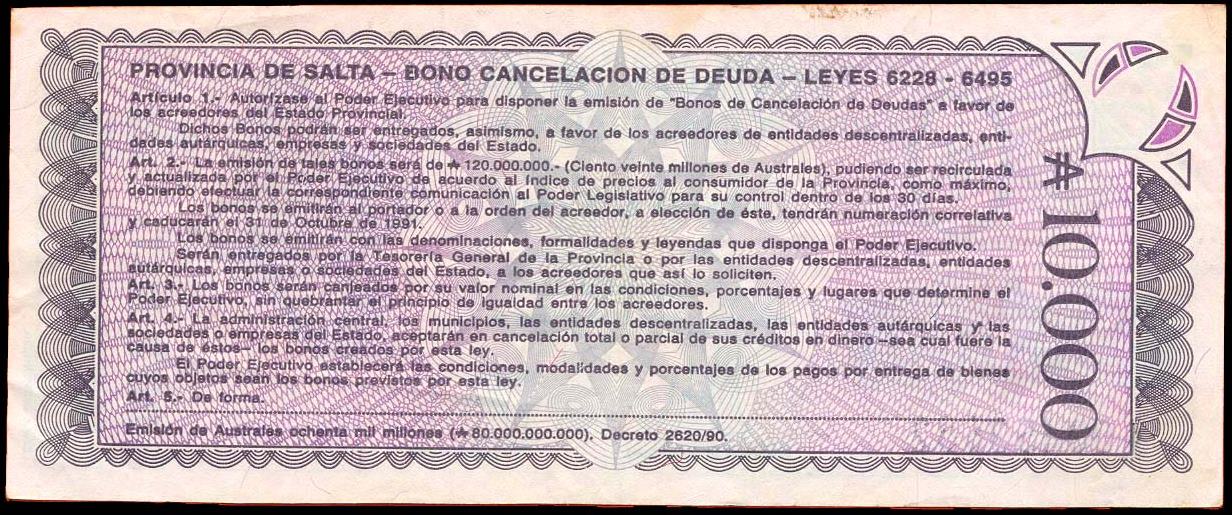 PROVINCIA DE SALTA – BONO CANCELACION DE DEUDA – LEYES 6228 - 6495
Artículo 1.- Autorízase al Poder Ejecutivo para disponer la emisión de "Bonos de Cancelación de Deudas" a favor de
los acreedores del Estado Provincial.
Dichos Bonos podrán ser entregados, asimismo, a favor de los acreedores de entidades descentralizadas, enti-
dades autárquicas, empresas y sociedades del Estado.
Art. 2.- La emisión de tales bonos será de ₳ 120.000.000.- (Ciento veinte millones de Australes), pudiendo ser recirculada
y actualizada por el Poder Ejecutivo de acuerdo al índice de precios al consumidor de la Provincia, como máximo,
debiendo efectuar la correspondiente comunicación al Poder Legislativo para su control dentro de los 30 días.
Los bonos se emitirán al portador o a la orden del acreedor, a elección de éste, tendrán numeración correlativa
y caducarán el 31 de Octubre de 1991.
Los bonos se emitirán con las denominaciones, formalidades y leyendas que disponga el Poder Ejecutivo.
Serán entregados por la Tesorería General de la Provincia o por las entidades descentralizadas, entidades
autárquicas, empresas o sociedades del Estado, a los acreedores que así lo soliciten.
Art. 3.- Los bonos serán canjeados por su valor nominal en las condiciones, porcentajes y lugares que determine el
Poder Ejecutivo, sin quebrantar el principio de igualdad entre los acreedores.
Art. 4.- La administración central, los municipios, las entidades descentralizadas, las entidades autárquicas y las
sociedades o empresas del Estado, aceptarán en cancelación total o parcial de sus créditos en dinero –sea cual fuere la
causa de éstos– los bonos creados por esta ley.
El Poder Ejecutivo establecerá las condiciones, modalidades y porcentajes de los pagos por entrega de bienes
cuyos objetos sean los bonos previstos por esta ley.
Art. 5.- De forma.
Emisión de Australes ochenta mil millones (₳ 80.000.000.000), Decreto 2620/90.
₳ 10.000